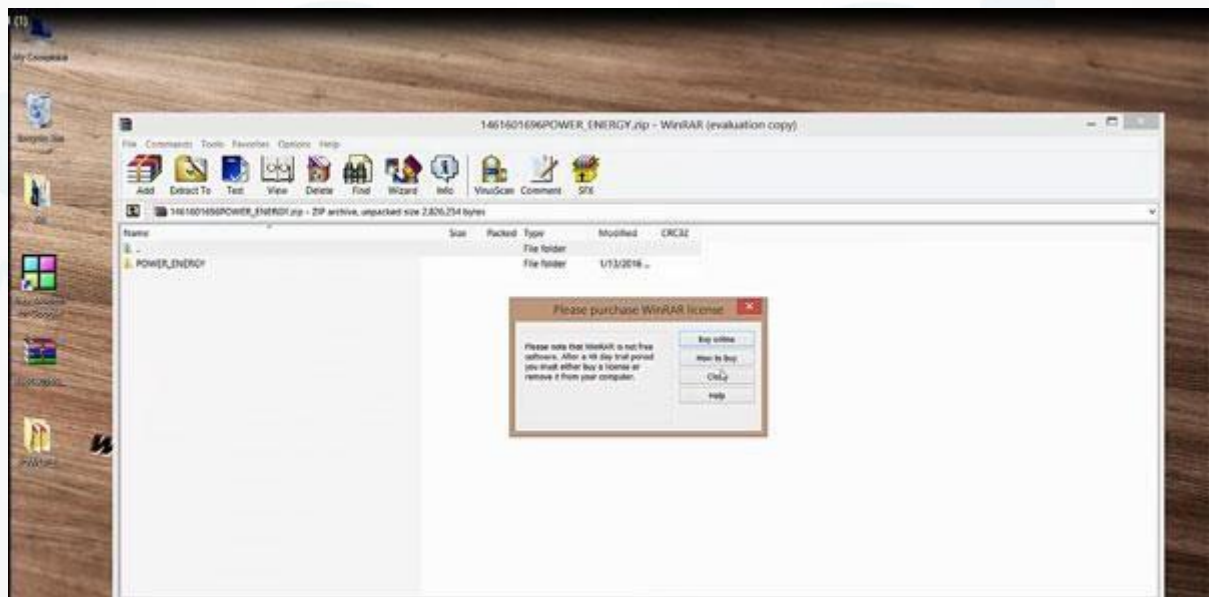 (1)
My Computer
1461601696POWER_ENERGY.zip - WinRAR (evaluation copy)
File Commands Tools Favorites Options Help
Add Extract To Test View Delete Find Wizard Info VirusScan Comment SFX
1461601696POWER_ENERGY.zip - ZIP archive, unpacked size 2,826,254 bytes
Name Size Packed Type Modified CRC32
.. File folder
POWER_ENERGY File folder 1/13/2016 ...
Please purchase WinRAR license
Please note that WinRAR is not free
software. After a 40 day trial period
you must either buy a license or
remove it from your computer.
Buy online
How to buy
Close
Help